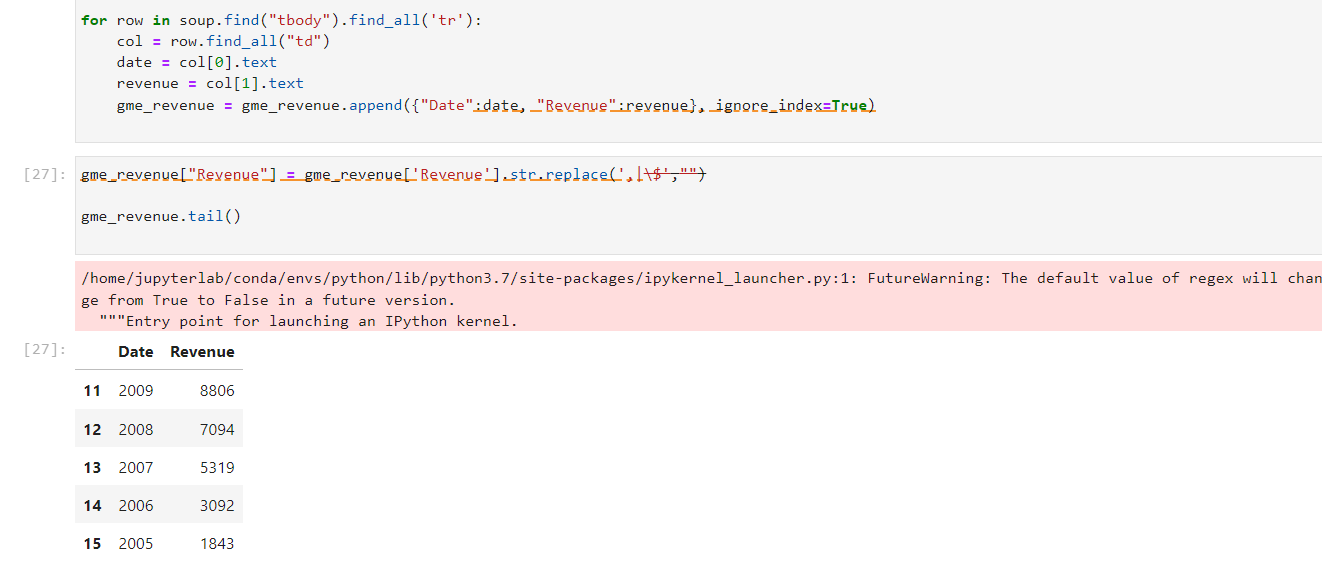 for row in soup.find("tbody").find_all('tr'):
    col = row.find_all("td")
    date = col[0].text
    revenue = col[1].text
    gme_revenue = gme_revenue.append({"Date":date, "Revenue":revenue}, ignore_index=True)
[27]: gme_revenue["Revenue"] = gme_revenue['Revenue'].str.replace(',|\$',"")
gme_revenue.tail()
/home/jupyterlab/conda/envs/python/lib/python3.7/site-packages/ipykernel_launcher.py:1: FutureWarning: The default value of regex will chan
ge from True to False in a future version.
  """Entry point for launching an IPython kernel.
[27]: Date Revenue
11 2009 8806
12 2008 7094
13 2007 5319
14 2006 3092
15 2005 1843